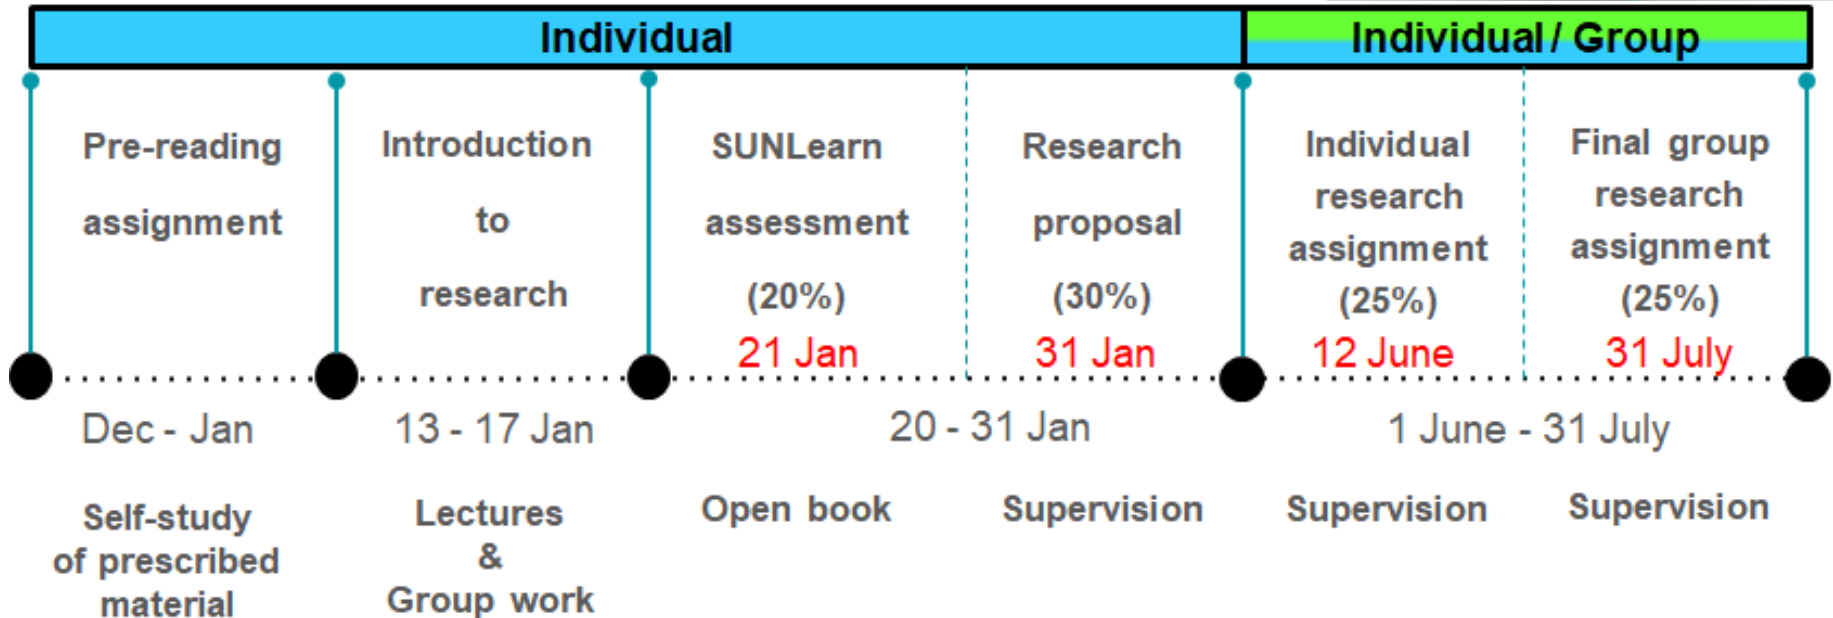 Individual
Individual / Group
Pre-reading
assignment
Introduction
to
research
SUNLearn
assessment
(20%)
21 Jan
Research
proposal
(30%)
31 Jan
Individual
research
assignment
(25%)
12 June
Final group
research
assignment
(25%)
31 July
Dec - Jan
13 - 17 Jan
20 - 31 Jan
1 June - 31 July
Self-study
of prescribed
material
Lectures
&
Group work
Open book
Supervision
Supervision
Supervision